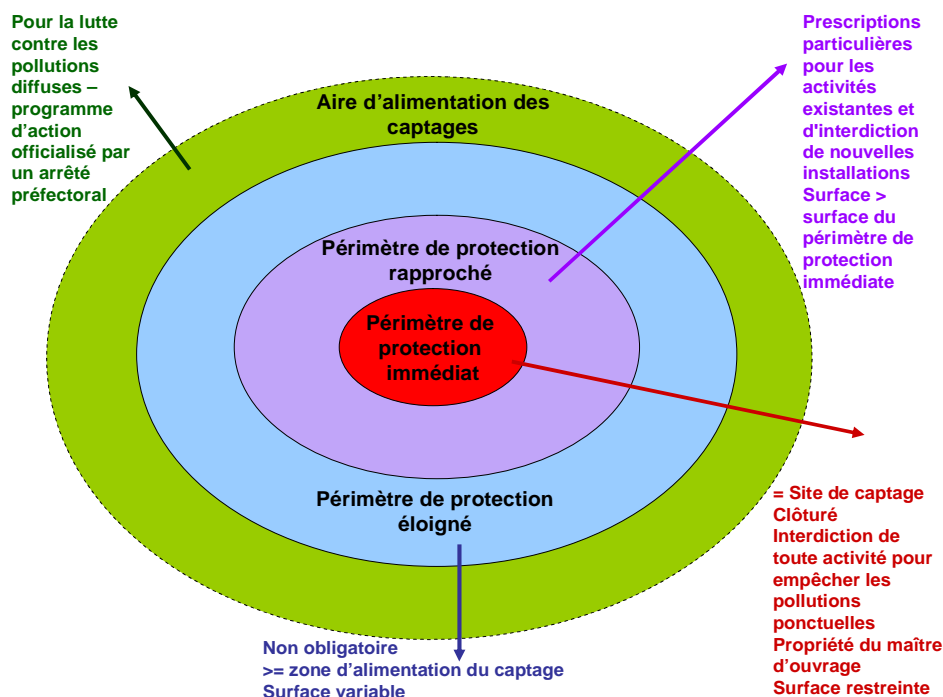 Pour la lutte
contre les
pollutions
diffuses –
programme
d'action
officialisé par
un arrêté
préfectoral
Prescriptions
particulières
pour les
activités
existantes et
d'interdiction
de nouvelles
installations
Surface >
surface du
périmètre de
protection
immédiate
Aire d'alimentation des
captages
Périmètre de protection
rapproché
Périmètre de
protection
immédiat
Périmètre de protection
éloigné
= Site de captage
Clôturé
Interdiction de
toute activité pour
empêcher les
pollutions
ponctuelles
Propriété du maître
d'ouvrage
Surface restreinte
Non obligatoire
>= zone d'alimentation du captage
Surface variable